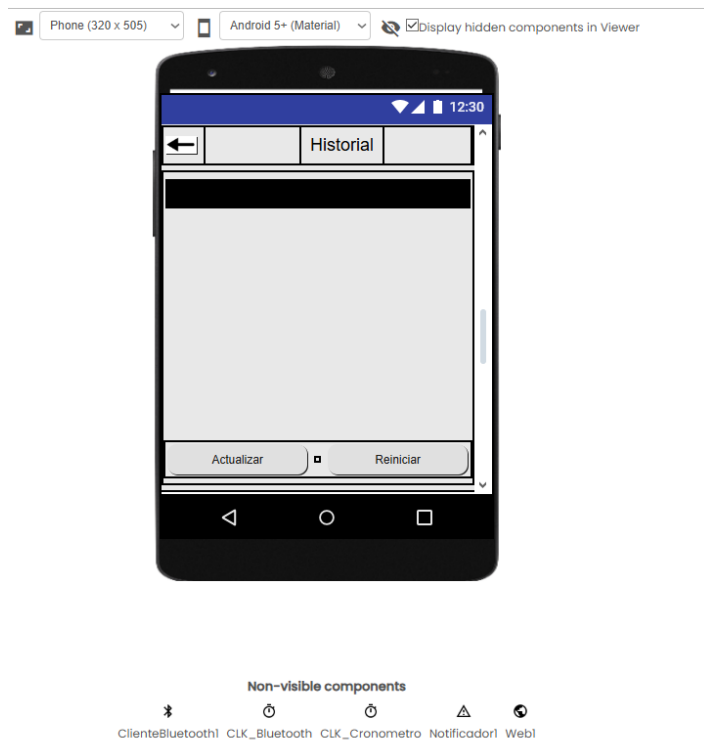 Phone (320 x 505) Android 5+ (Material) Display hidden components in Viewer
12:30
Historial
Actualizar Reiniciar
Non-visible components
ClienteBluetooth1 CLK_Bluetooth CLK_Cronometro Notificador1 Web1